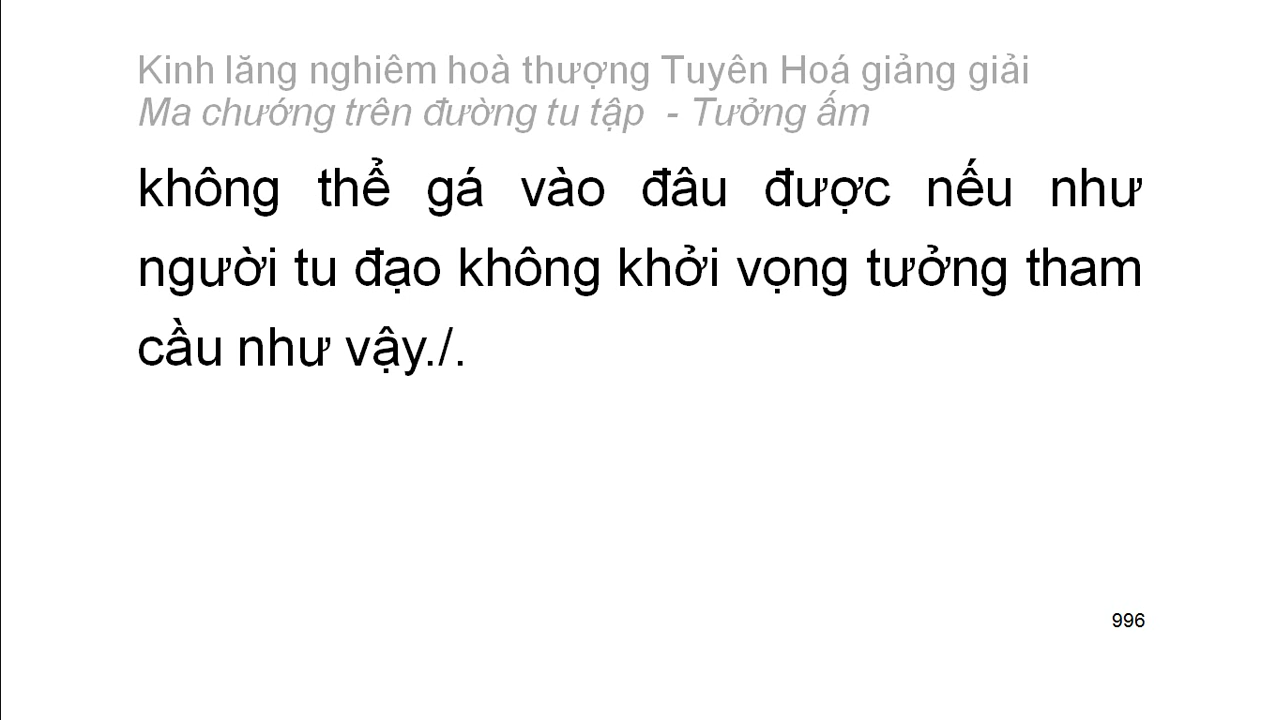 Kinh lăng nghiêm hoà thượng Tuyên Hoá giảng giải
Ma chướng trên đường tu tập - Tưởng ấm
không thể gá vào đâu được nếu như
người tu đạo không khởi vọng tưởng tham
cầu như vậy./.
996